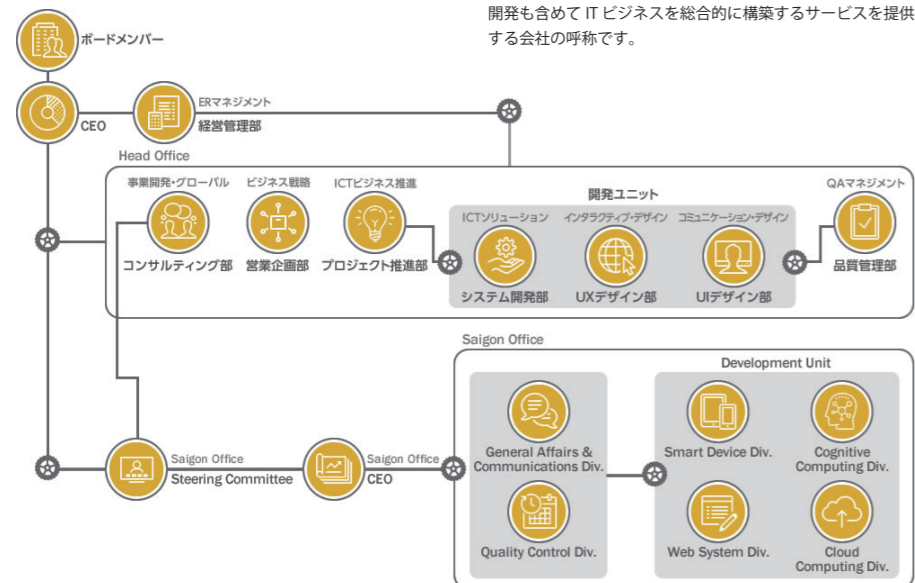 開発も含めて IT ビジネスを総合的に構築するサービスを提供
する会社の呼称です。
ボードメンバー
CEO
ERマネジメント
経営管理部
Head Office
事業開発・グローバル
コンサルティング部
ビジネス戦略
営業企画部
ICTビジネス推進
プロジェクト推進部
開発ユニット
ICTソリューション
システム開発部
インタラクティブ・デザイン
UXデザイン部
コミュニケーション・デザイン
UIデザイン部
QAマネジメント
品質管理部
Saigon Office
Steering Committee
Saigon Office
CEO
Saigon Office
General Affairs &
Communications Div.
Quality Control Div.
Development Unit
Smart Device Div.
Cognitive
Computing Div.
Web System Div.
Cloud
Computing Div.